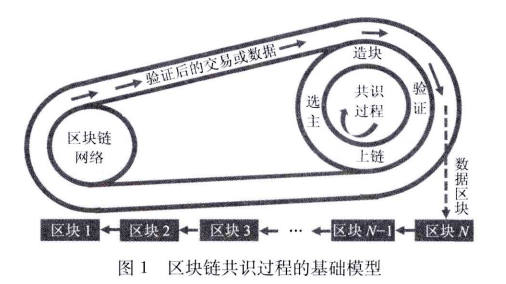 验证后的交易或数据
造块
选主
共识
过程
验证
上链
区块链
网络
数据区块
区块 1
区块 2
区块 3
…
区块 N−1
区块 N
图 1 区块链共识过程的基础模型